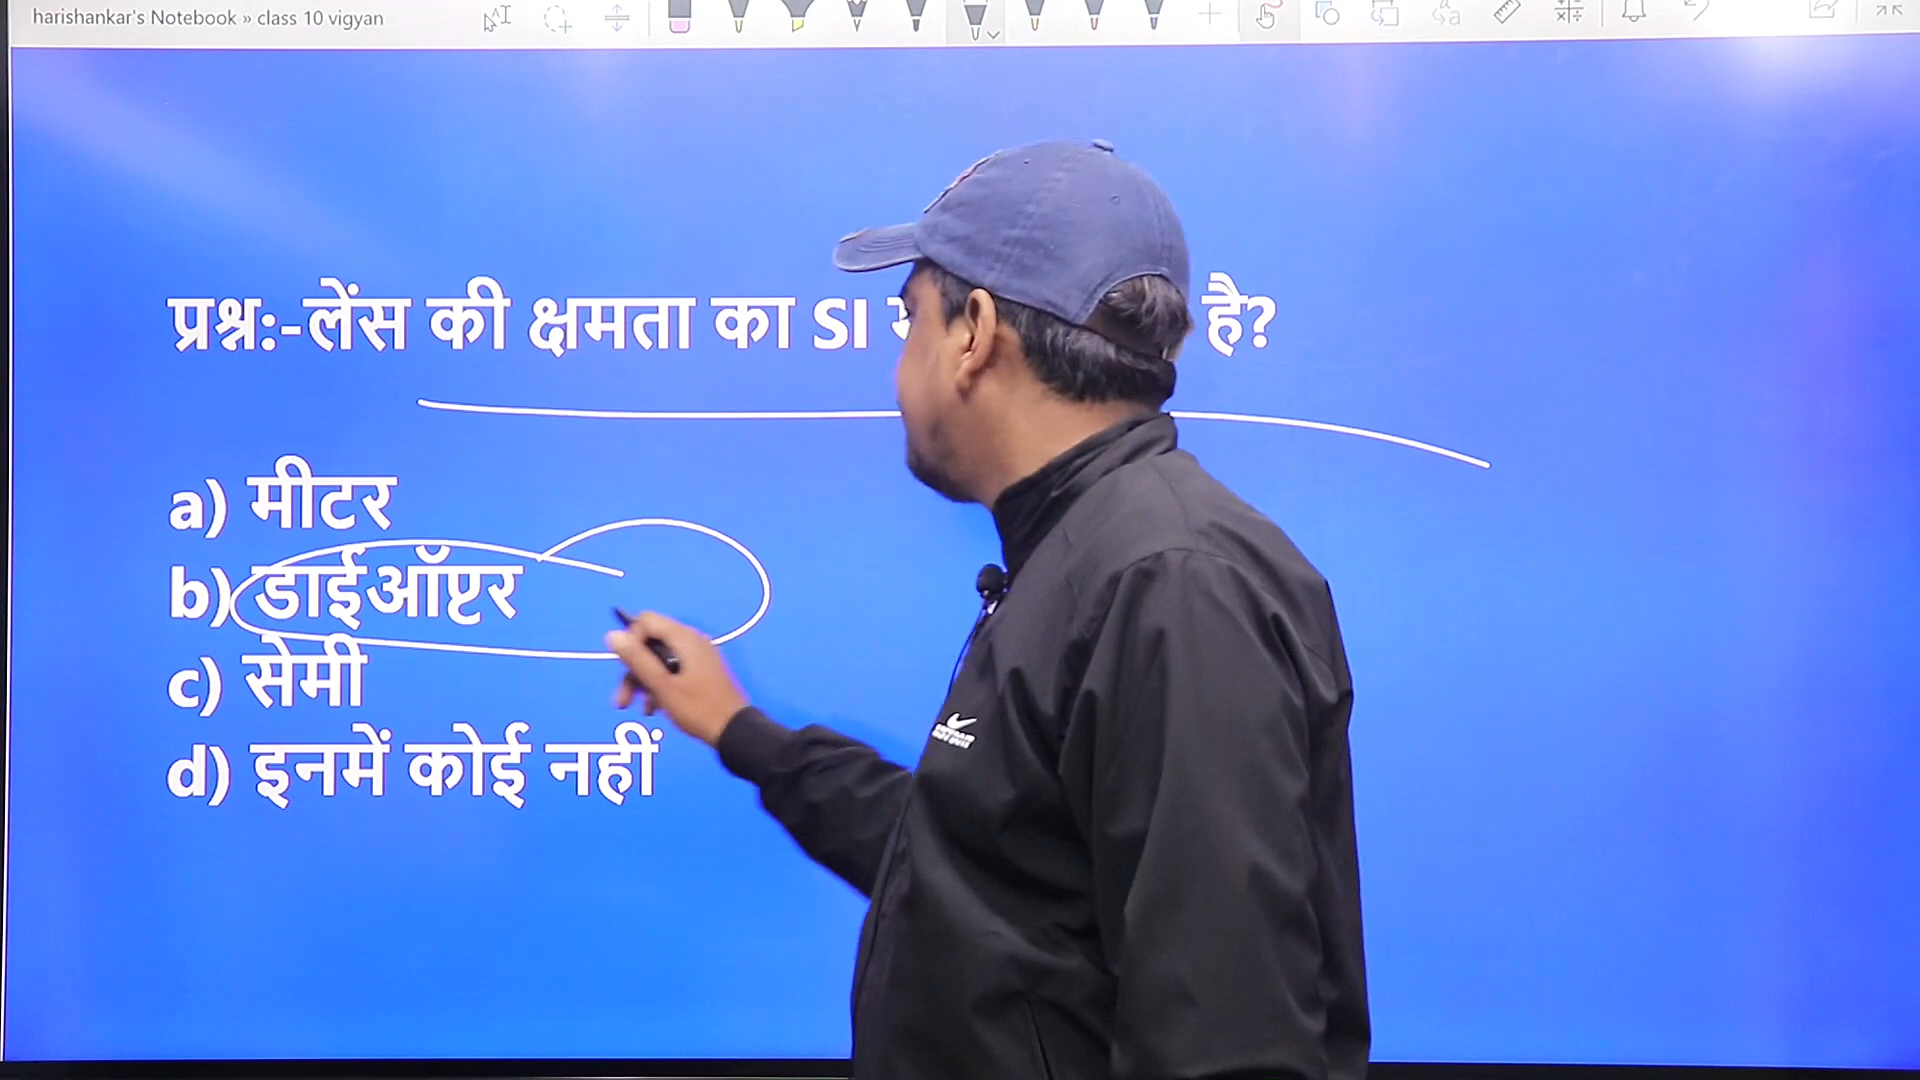 harishankar's Notebook » class 10 vigyan
प्रश्न:-लेंस की क्षमता का SI है?
a) मीटर
b) डाईऑप्टर
c) सेमी
d) इनमें कोई नहीं